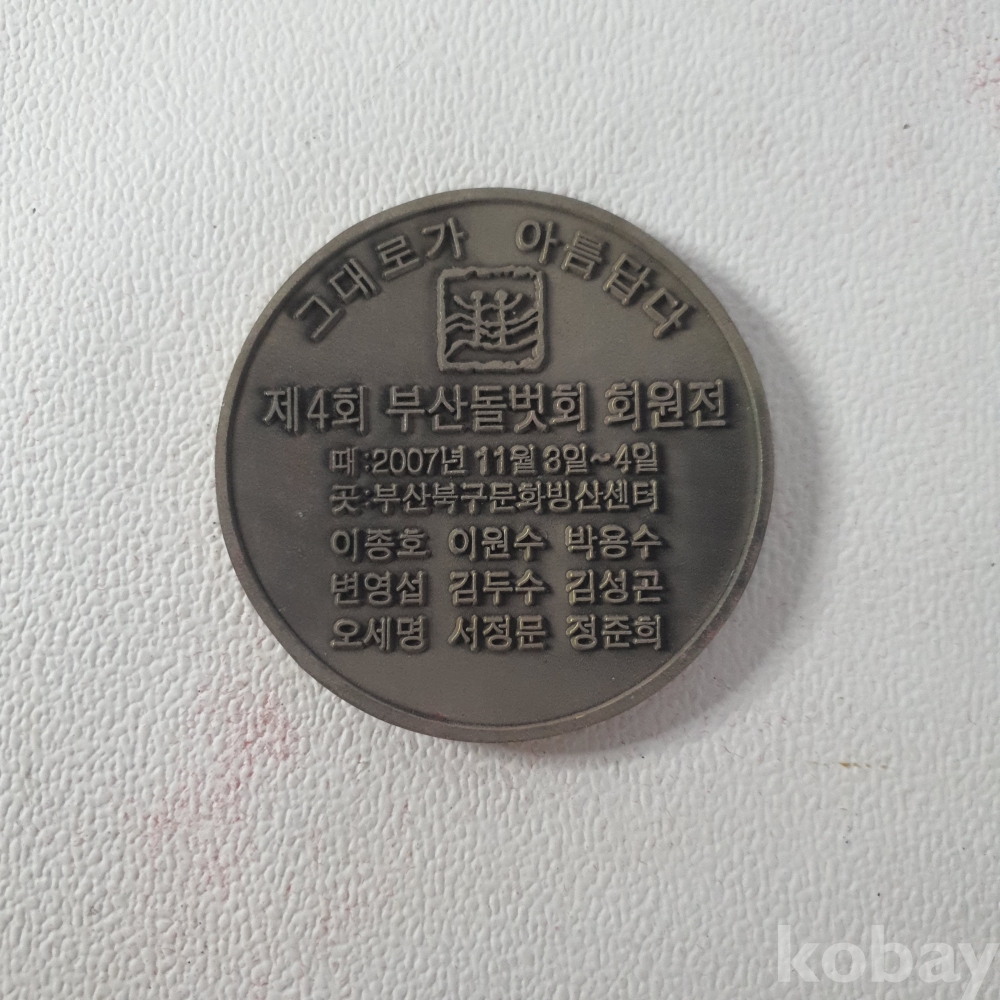 그대로가 아름답다
제4회 부산돌벗회 회원전
때:2007년 11월 3일~4일
곳:부산북구문화빙산센터
이종호 이원수 박용수
변영섭 김두수 김성곤
오세명 서정문 정준희
kobay